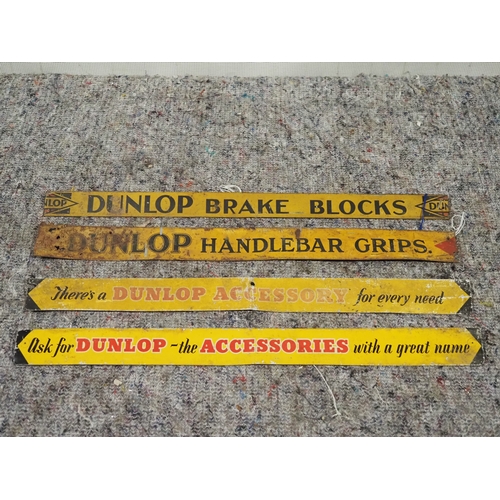 DUNLOP BRAKE BLOCKS
DUNLOP HANDLEBAR GRIPS.
There's a DUNLOP ACCESSORY for every need
Ask for DUNLOP - the ACCESSORIES with a great name